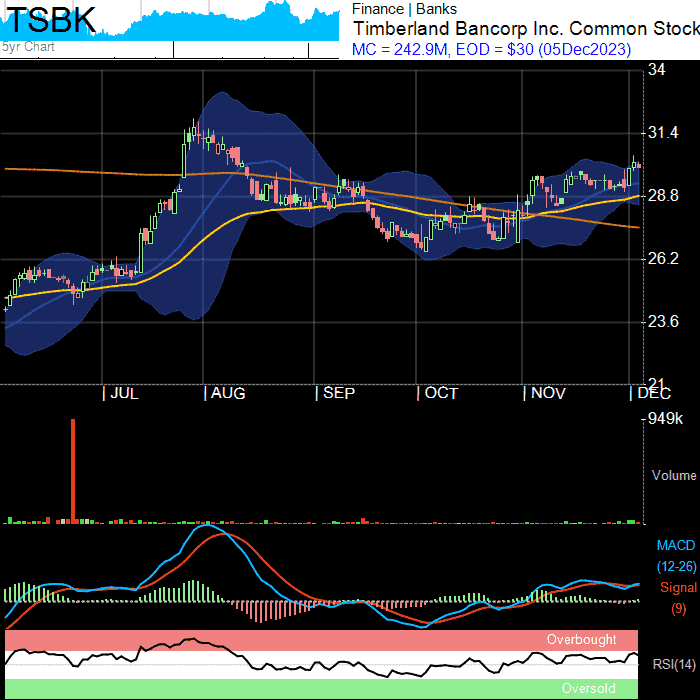 TSBK
5yr Chart
Finance | Banks
Timberland Bancorp Inc. Common Stock
MC = 242.9M, EOD = $30 (05Dec2023)
34
31.4
28.8
26.2
23.6
21
| JUL | AUG | SEP | OCT | NOV | DEC
949k
Volume
MACD
(12-26)
Signal
(9)
Overbought
RSI(14)
Oversold